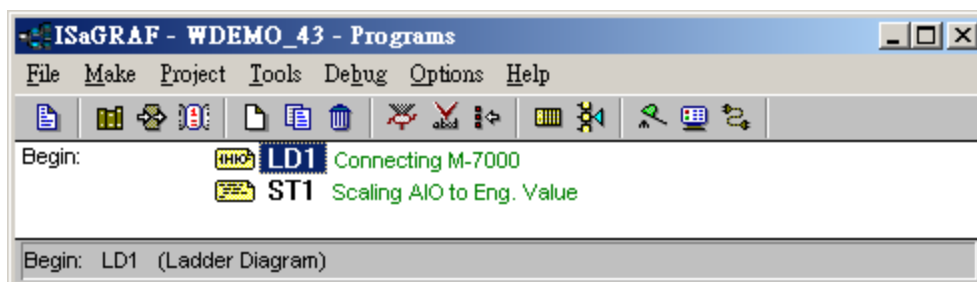 ISaGRAF - WDEMO_43 - Programs
File Make Project Tools Debug Options Help
Begin: LD1 Connecting M-7000
ST1 Scaling AIO to Eng. Value
Begin: LD1 (Ladder Diagram)